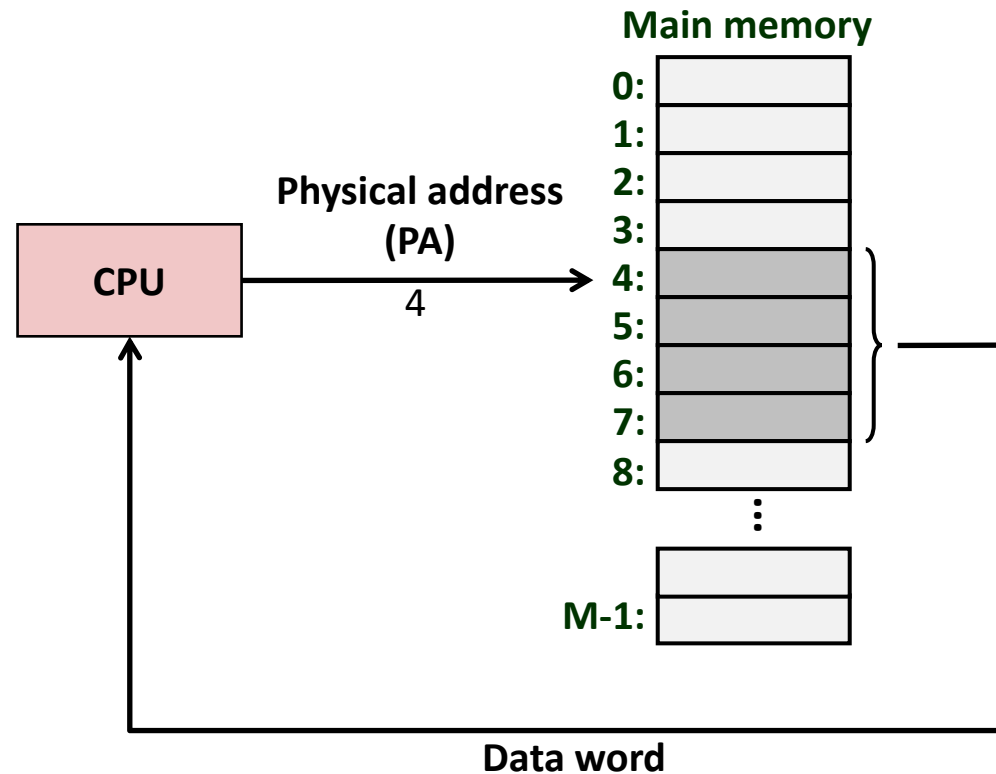 Main memory
0:
1:
2:
3:
4:
5:
6:
7:
8:
M-1:
Physical address
(PA)
4
CPU
Data word